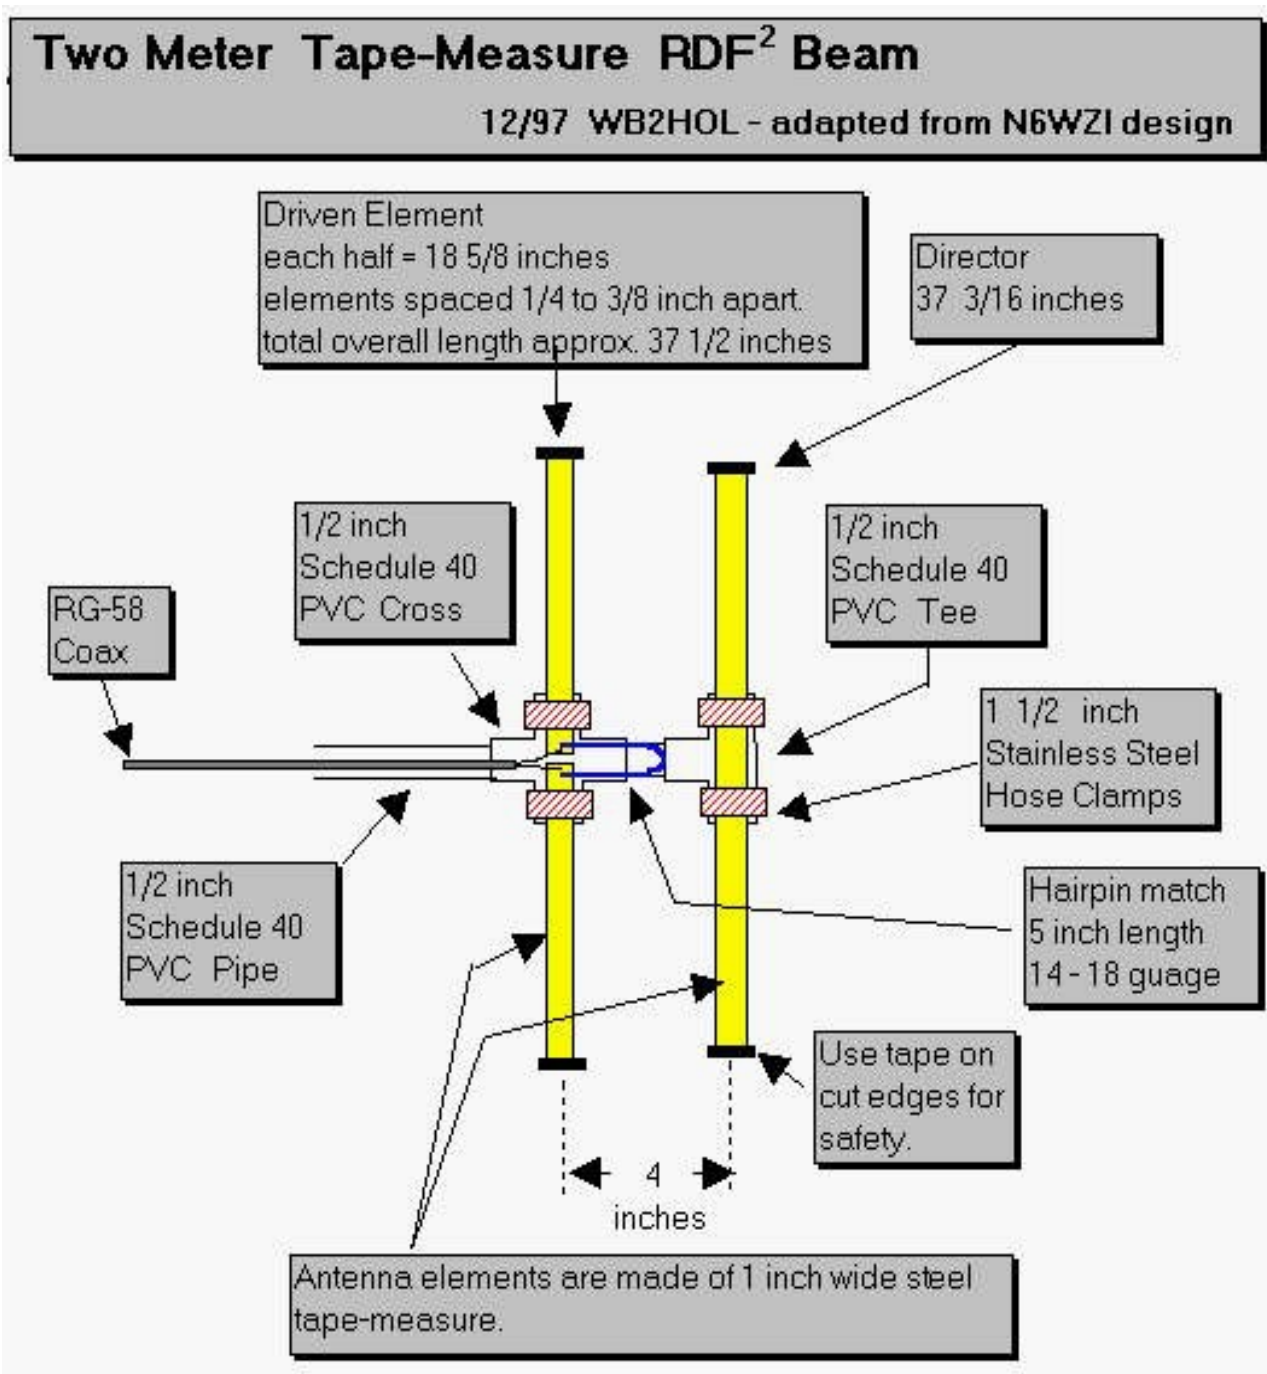 Two Meter Tape-Measure RDF² Beam
12/97 WB2HOL - adapted from N6WZI design
Driven Element
each half = 18 5/8 inches
elements spaced 1/4 to 3/8 inch apart.
total overall length approx. 37 1/2 inches
Director
37 3/16 inches
1/2 inch
Schedule 40
PVC Cross
1/2 inch
Schedule 40
PVC Tee
RG-58
Coax
1 1/2 inch
Stainless Steel
Hose Clamps
1/2 inch
Schedule 40
PVC Pipe
Hairpin match
5 inch length
14 - 18 guage
Use tape on
cut edges for
safety.
4
inches
Antenna elements are made of 1 inch wide steel
tape-measure.